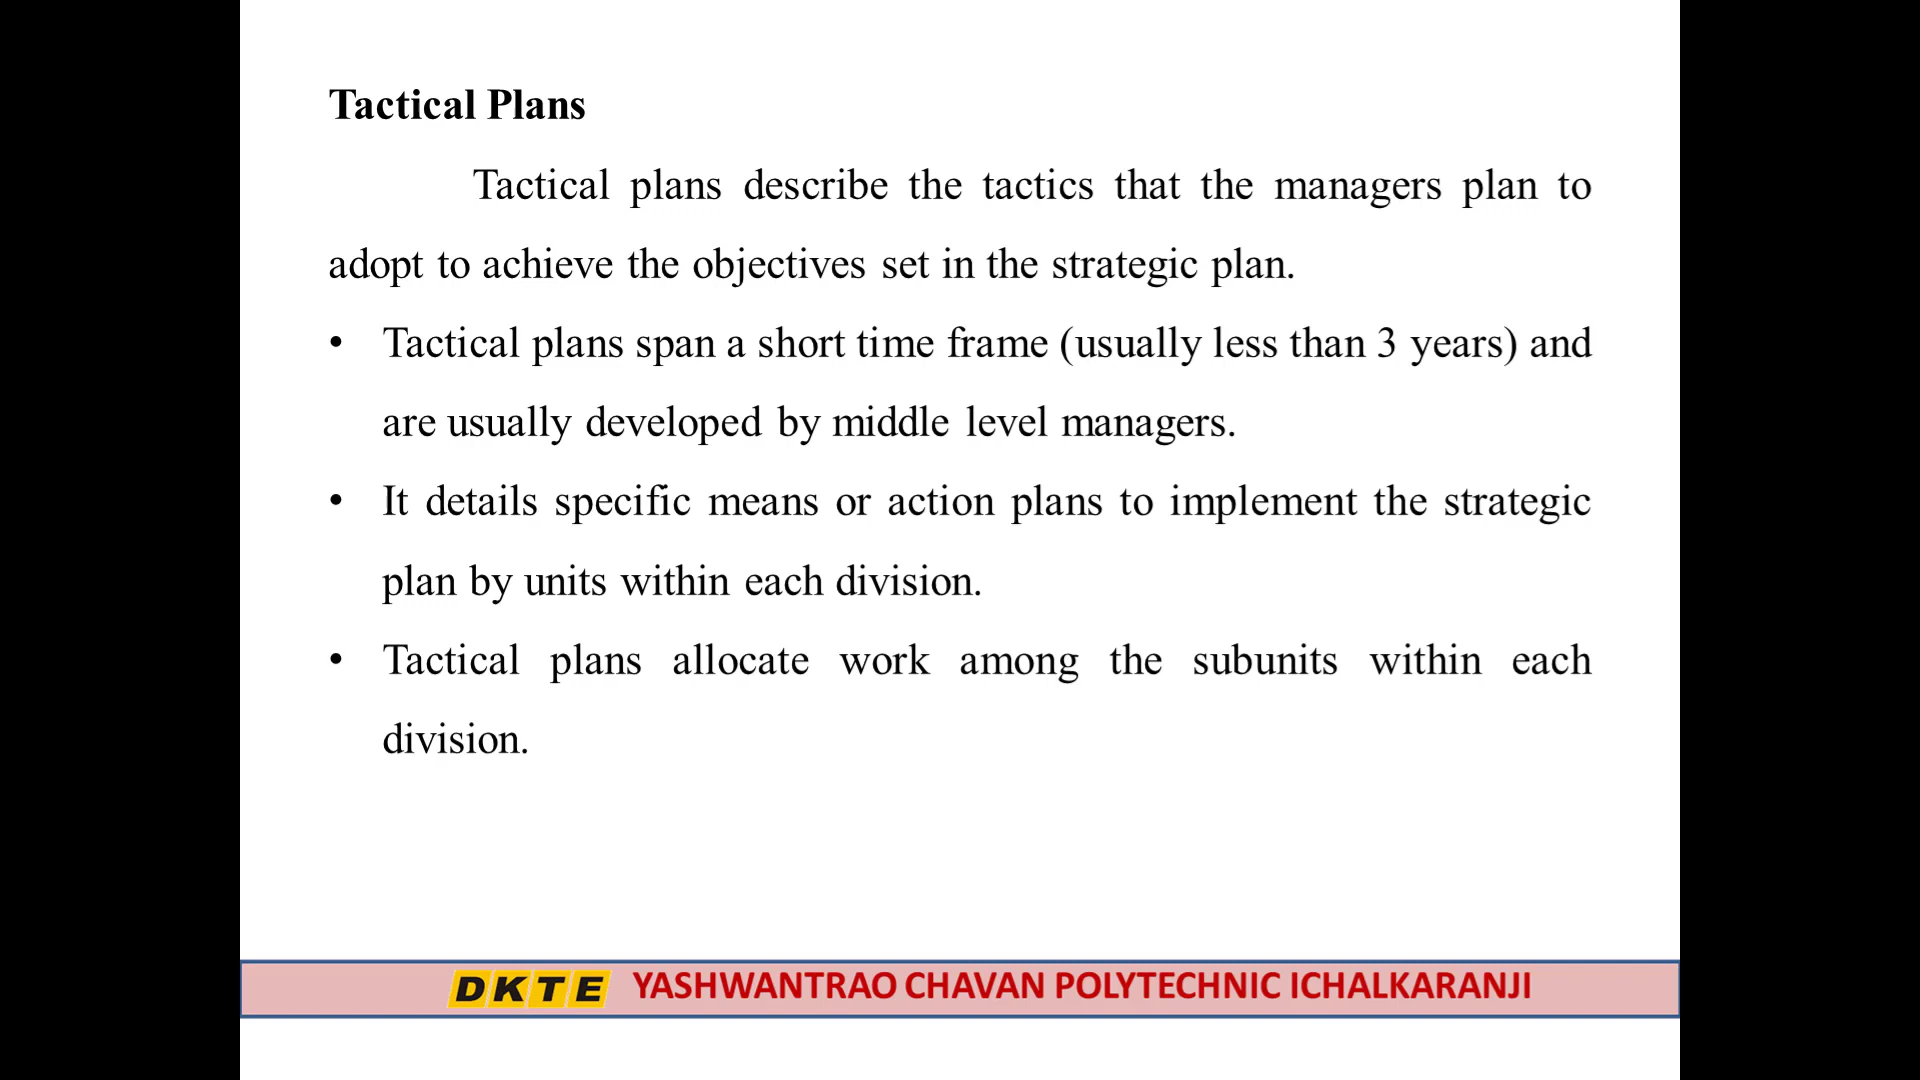 Tactical Plans
Tactical plans describe the tactics that the managers plan to
adopt to achieve the objectives set in the strategic plan.
• Tactical plans span a short time frame (usually less than 3 years) and
are usually developed by middle level managers.
• It details specific means or action plans to implement the strategic
plan by units within each division.
• Tactical plans allocate work among the subunits within each
division.
DKTE YASHWANTRAO CHAVAN POLYTECHNIC ICHALKARANJI